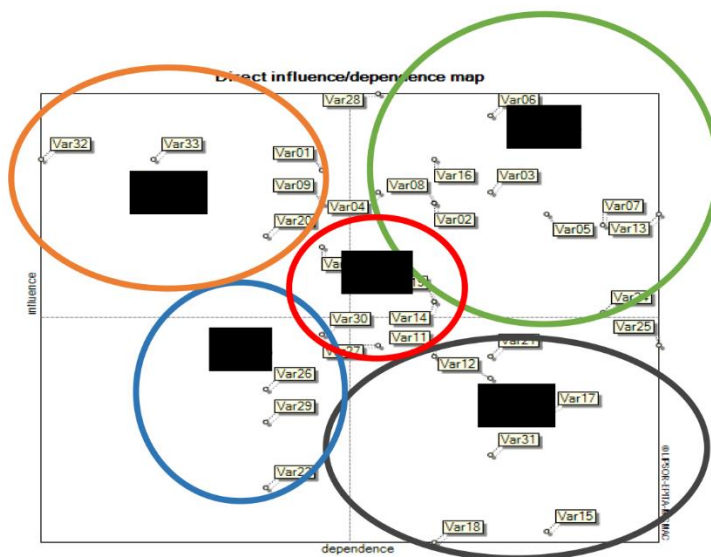 Direct influence/dependence map
Var28
Var06
Var32
Var33
Var01
Var16
Var03
Var09
Var08
Var04
Var07
Var20
Var02
Var05
Var13
influence
Var30
Var14
Var25
Var11
Var21
Var12
Var26
Var17
Var29
Var31
Var18
Var15
dependence